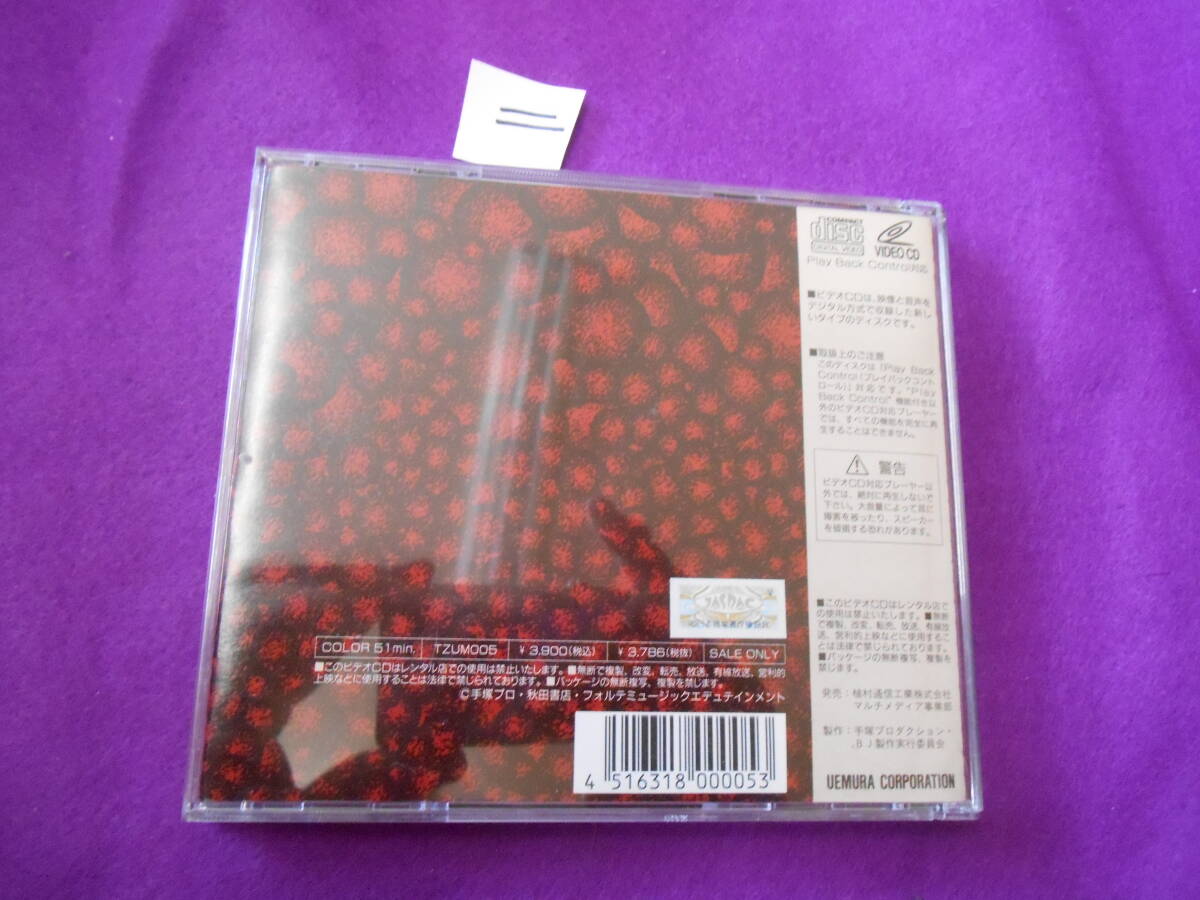 二
COMPACT
disc
DIGITAL VIDEO
VIDEO CD
Play Back Control対応
■ビデオCDは、映像と音声を
デジタル方式で収録した新し
いタイプのディスクです。
■取扱上のご注意
このディスクは「Play Back
Control(プレイバックコント
ロール)」対応です。"Play
Back Control"機能付き以
外のビデオCD対応プレーヤー
では、すべての機能を完全に再
生することはできません。
警告
ビデオCD対応プレーヤー以
外では、絶対に再生しないで
下さい。大音量によって耳に
障害を被ったり、スピーカー
を破損する恐れがあります。
■このビデオCDはレンタル店で
の使用は禁止いたします。■無断
で複製、改変、転売、放送、有線放
送、営利的上映などに使用するこ
とは法律で禁じられております。
■パッケージの無断複写、複製を
禁じます。
発売:植村通信工業株式会社
マルチメディア事業部
製作:手塚プロダクション・
BJ製作実行委員会
UEMURA CORPORATION
JASRAC
COLOR 51min. TZUM005 ¥3,900(税込) ¥3,786(税抜) SALE ONLY
■このビデオCDはレンタル店での使用は禁止いたします。■無断で複製、改変、転売、放送、有線放送、営利的
上映などに使用することは法律で禁じられております。■パッケージの無断複写、複製を禁じます。
©手塚プロ・秋田書店・フォルテミュージックエデュテインメント
4 516318 000053